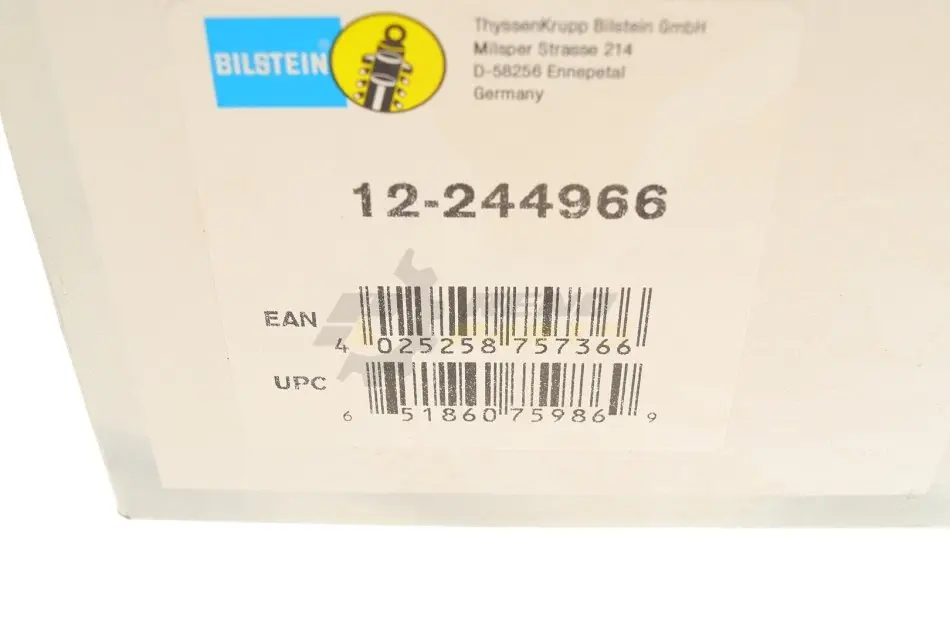 BILSTEIN®
ThyssenKrupp Bilstein GmbH
Milsper Strasse 214
D-58256 Ennepetal
Germany
12-244966
EAN
4 025258 757366
UPC
6 51860 75986 9